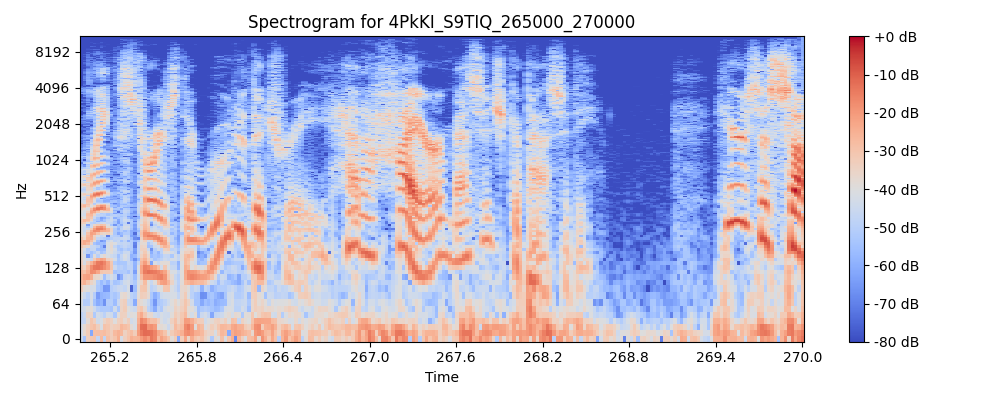 Spectrogram for 4PkKI_S9TIQ_265000_270000
Hz
8192
4096
2048
1024
512
256
128
64
0
265.2 265.8 266.4 267.0 267.6 268.2 268.8 269.4 270.0
Time
+0 dB
-10 dB
-20 dB
-30 dB
-40 dB
-50 dB
-60 dB
-70 dB
-80 dB